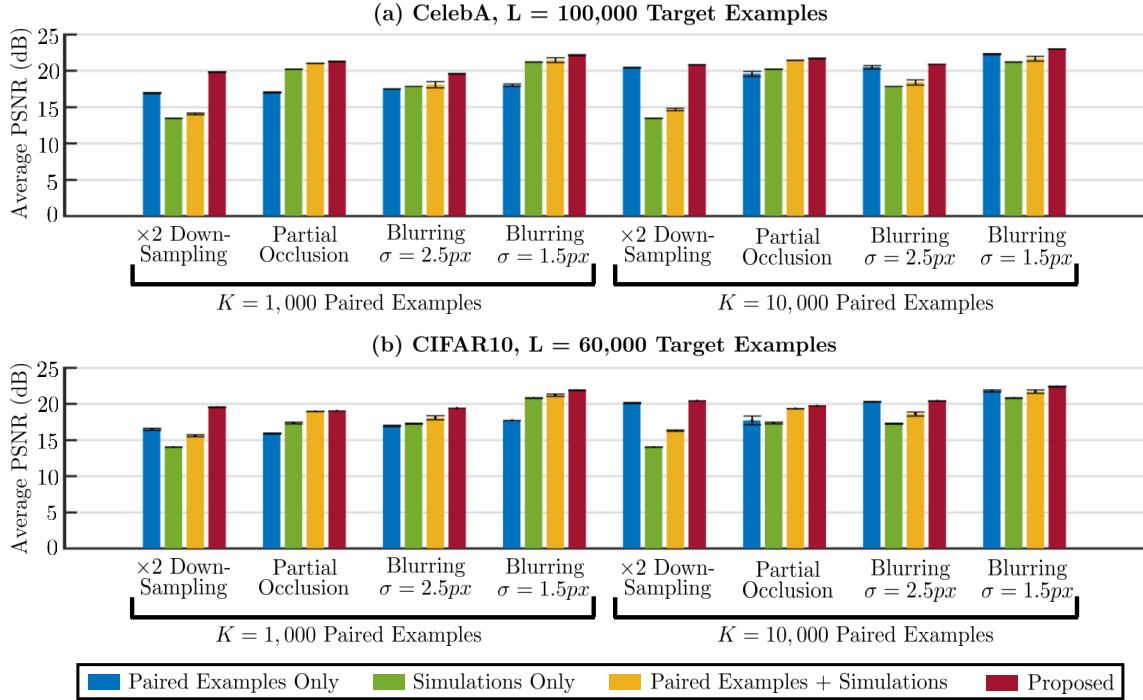 (a) CelebA, L = 100,000 Target Examples
Average PSNR (dB)
25
20
15
10
5
0
×2 Down-Sampling
Partial Occlusion
Blurring σ = 2.5px
Blurring σ = 1.5px
×2 Down-Sampling
Partial Occlusion
Blurring σ = 2.5px
Blurring σ = 1.5px
K = 1,000 Paired Examples
K = 10,000 Paired Examples
(b) CIFAR10, L = 60,000 Target Examples
Average PSNR (dB)
25
20
15
10
5
0
×2 Down-Sampling
Partial Occlusion
Blurring σ = 2.5px
Blurring σ = 1.5px
×2 Down-Sampling
Partial Occlusion
Blurring σ = 2.5px
Blurring σ = 1.5px
K = 1,000 Paired Examples
K = 10,000 Paired Examples
Paired Examples Only
Simulations Only
Paired Examples + Simulations
Proposed